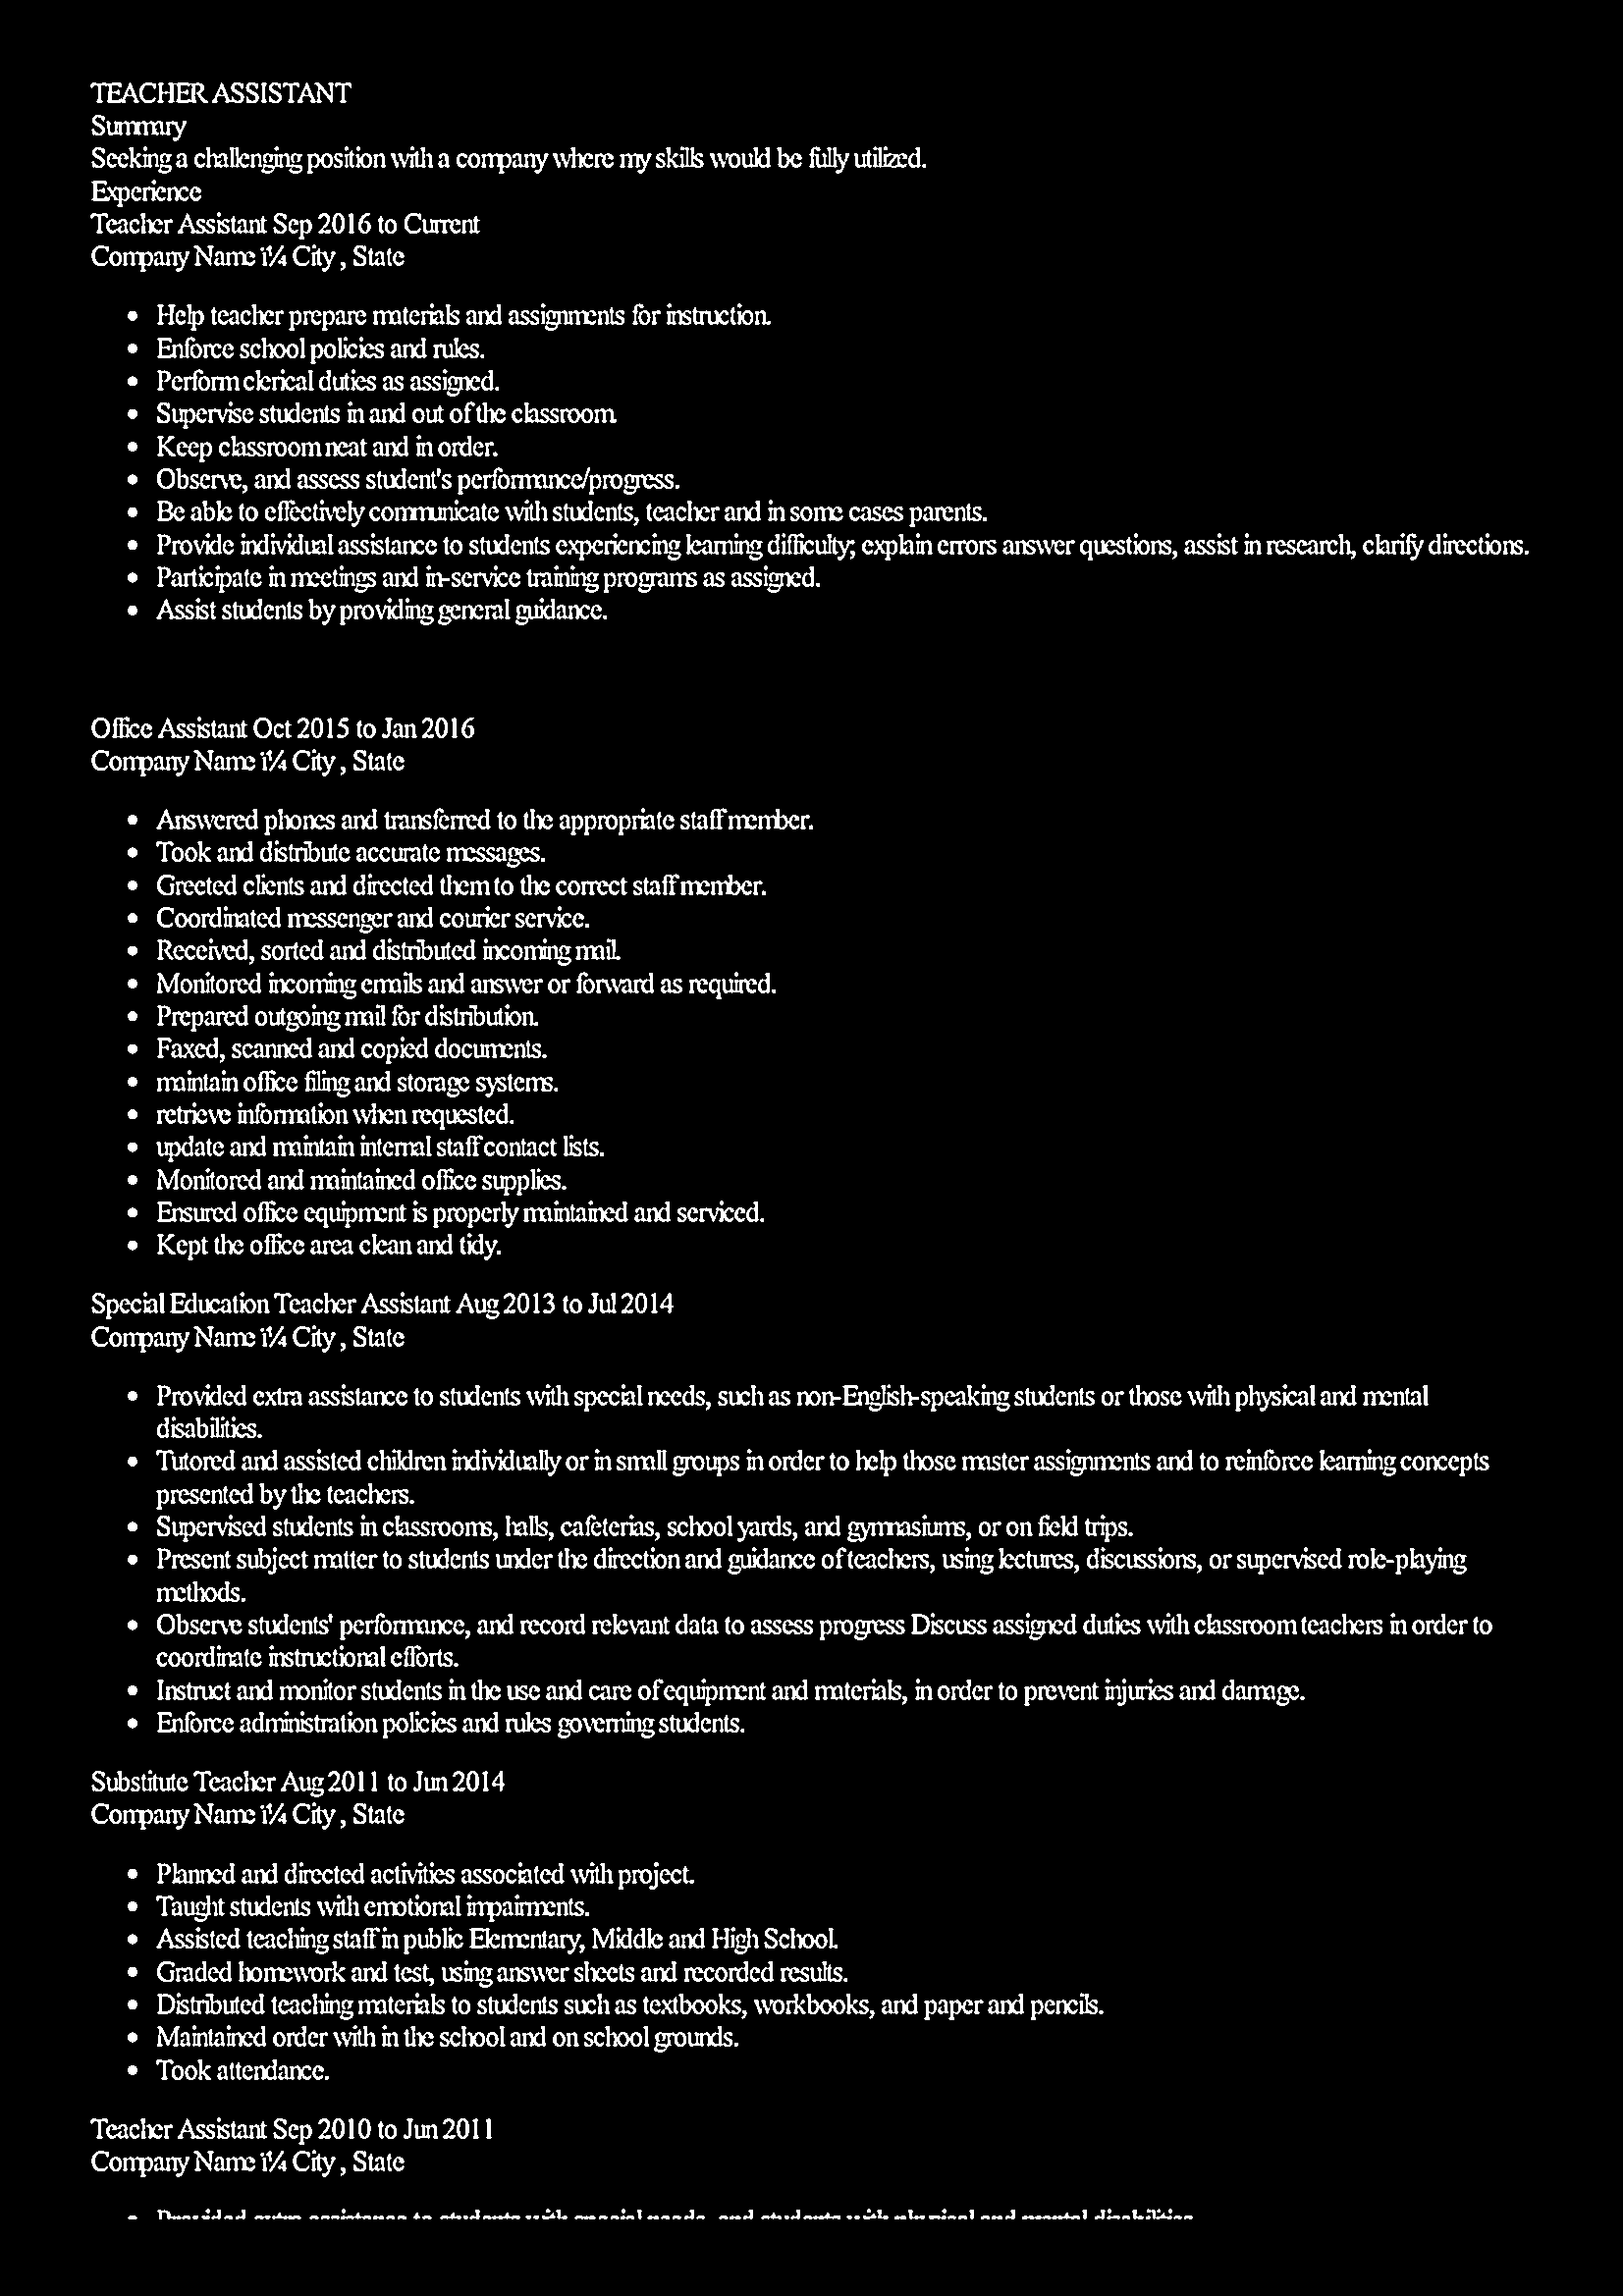 TEACHER ASSISTANT
Summary
Seeking a challenging position with a company where my skills would be fully utilized.
Experience
Teacher Assistant Sep 2016 to Current
Company Name ï¼ City , State
• Help teacher prepare materials and assignments for instruction.
• Enforce school policies and rules.
• Perform clerical duties as assigned.
• Supervise students in and out of the classroom.
• Keep classroom neat and in order.
• Observe, and assess student's performance/progress.
• Be able to effectively communicate with students, teacher and in some cases parents.
• Provide individual assistance to students experiencing learning difficulty; explain errors answer questions, assist in research, clarify directions.
• Participate in meetings and in-service training programs as assigned.
• Assist students by providing general guidance.
Office Assistant Oct 2015 to Jan 2016
Company Name ï¼ City , State
• Answered phones and transferred to the appropriate staff member.
• Took and distribute accurate messages.
• Greeted clients and directed them to the correct staff member.
• Coordinated messenger and courier service.
• Received, sorted and distributed incoming mail.
• Monitored incoming emails and answer or forward as required.
• Prepared outgoing mail for distribution.
• Faxed, scanned and copied documents.
• maintain office filing and storage systems.
• retrieve information when requested.
• update and maintain internal staff contact lists.
• Monitored and maintained office supplies.
• Ensured office equipment is properly maintained and serviced.
• Kept the office area clean and tidy.
Special Education Teacher Assistant Aug 2013 to Jul 2014
Company Name ï¼ City , State
• Provided extra assistance to students with special needs, such as non-English-speaking students or those with physical and mental
disabilities.
• Tutored and assisted children individually or in small groups in order to help those master assignments and to reinforce learning concepts
presented by the teachers.
• Supervised students in classrooms, halls, cafeterias, school yards, and gymnasiums, or on field trips.
• Present subject matter to students under the direction and guidance of teachers, using lectures, discussions, or supervised role-playing
methods.
• Observe students' performance, and record relevant data to assess progress Discuss assigned duties with classroom teachers in order to
coordinate instructional efforts.
• Instruct and monitor students in the use and care of equipment and materials, in order to prevent injuries and damage.
• Enforce administration policies and rules governing students.
Substitute Teacher Aug 2011 to Jun 2014
Company Name ï¼ City , State
• Planned and directed activities associated with project.
• Taught students with emotional impairments.
• Assisted teaching staff in public Elementary, Middle and High School.
• Graded homework and test, using answer sheets and recorded results.
• Distributed teaching materials to students such as textbooks, workbooks, and paper and pencils.
• Maintained order with in the school and on school grounds.
• Took attendance.
Teacher Assistant Sep 2010 to Jun 2011
Company Name ï¼ City , State
• Provided extra assistance to students with special needs, and students with physical and mental disabilities